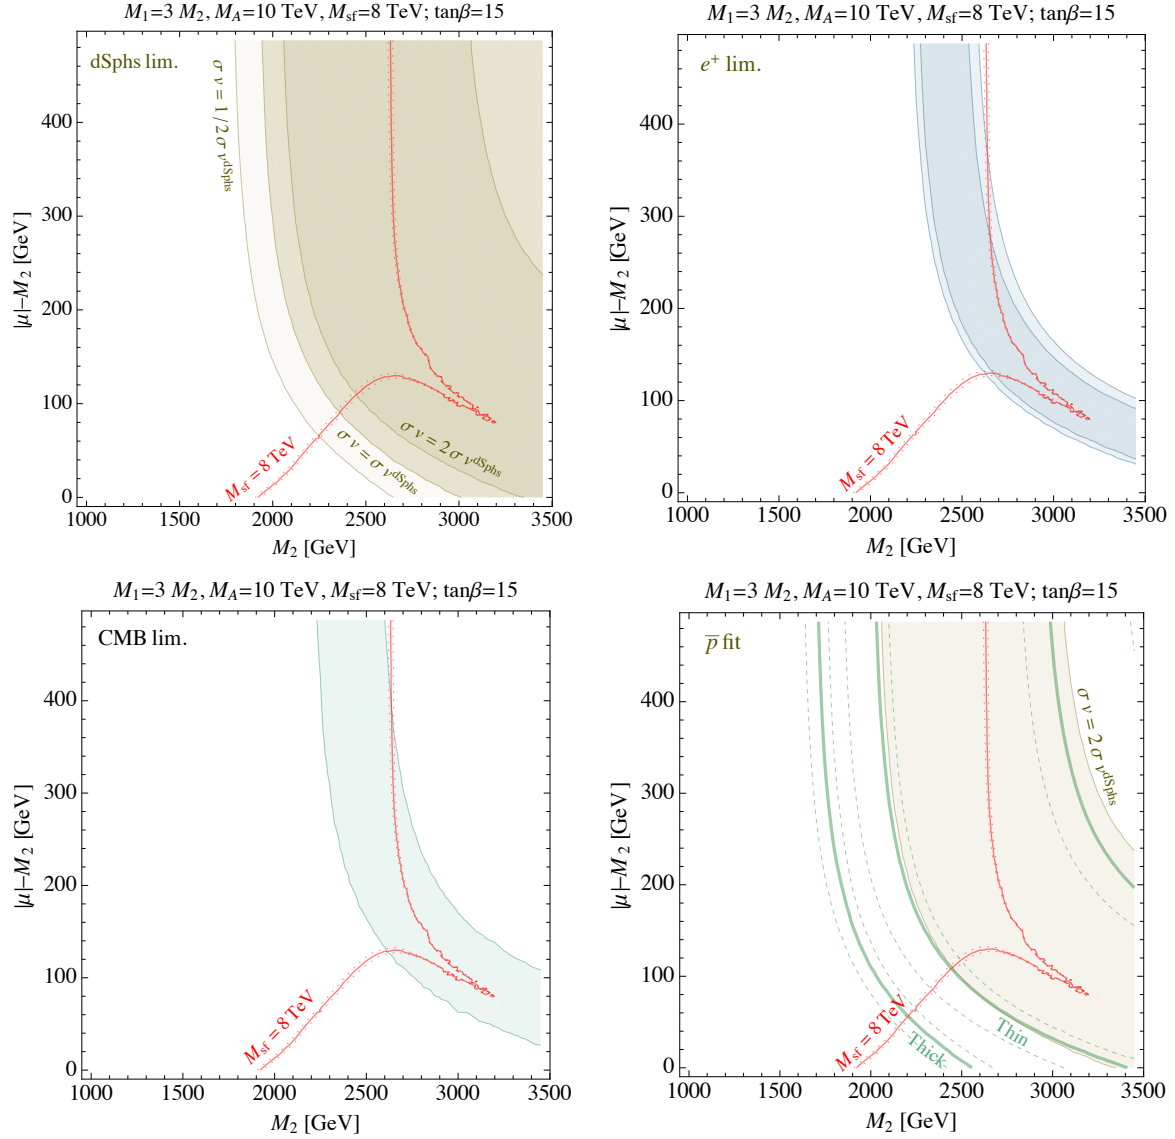 M₁=3 M₂, M_A=10 TeV, M_sf=8 TeV; tanβ=15
dSphs lim.
σ v = 1/2 σ v^dSphs
σ v = 2 σ v^dSphs
σ v = σ v^dSphs
M_sf = 8 TeV
|μ|−M₂ [GeV]
400
300
200
100
0
1000 1500 2000 2500 3000 3500
M₂ [GeV]
M₁=3 M₂, M_A=10 TeV, M_sf=8 TeV; tanβ=15
e⁺ lim.
M_sf = 8 TeV
|μ|−M₂ [GeV]
400
300
200
100
0
1000 1500 2000 2500 3000 3500
M₂ [GeV]
M₁=3 M₂, M_A=10 TeV, M_sf=8 TeV; tanβ=15
CMB lim.
M_sf = 8 TeV
|μ|−M₂ [GeV]
400
300
200
100
0
1000 1500 2000 2500 3000 3500
M₂ [GeV]
M₁=3 M₂, M_A=10 TeV, M_sf=8 TeV; tanβ=15
p̅ fit
σ v = 2 σ v^dSphs
M_sf = 8 TeV
Thick
Thin
|μ|−M₂ [GeV]
400
300
200
100
0
1000 1500 2000 2500 3000 3500
M₂ [GeV]